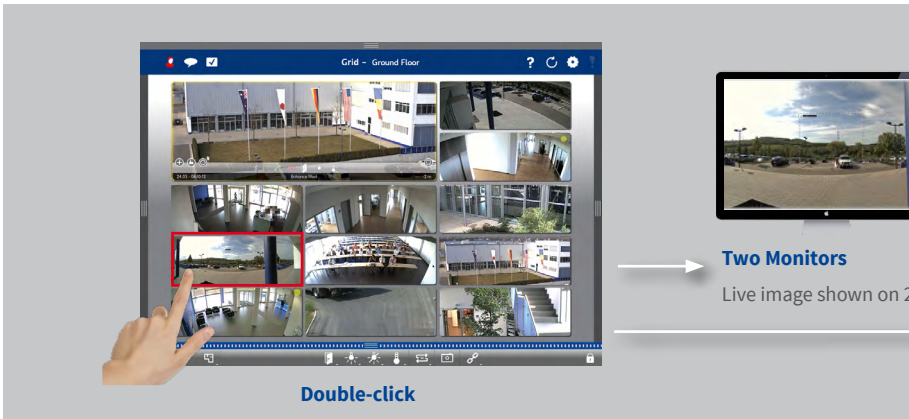 Grid – Ground Floor
Entrance West
Two Monitors
Live image shown on 2
Double-click